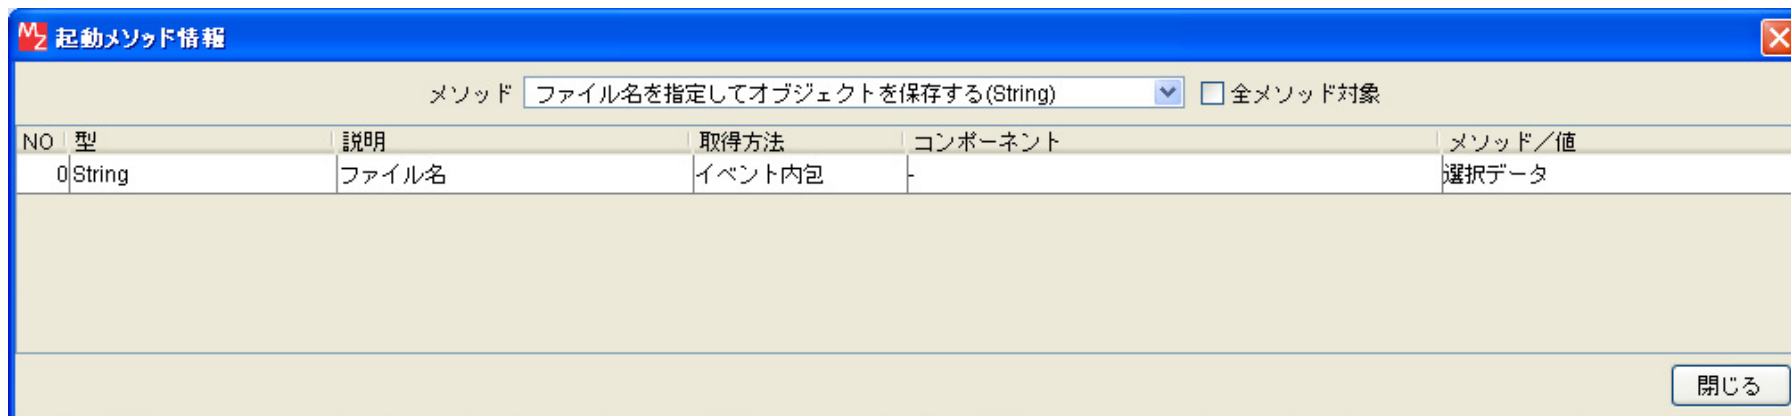 MZ 起動メソッド情報
メソッド ファイル名を指定してオブジェクトを保存する(String) 全メソッド対象
NO 型 説明 取得方法 コンポーネント メソッド／値
0 String ファイル名 イベント内包 - 選択データ
閉じる